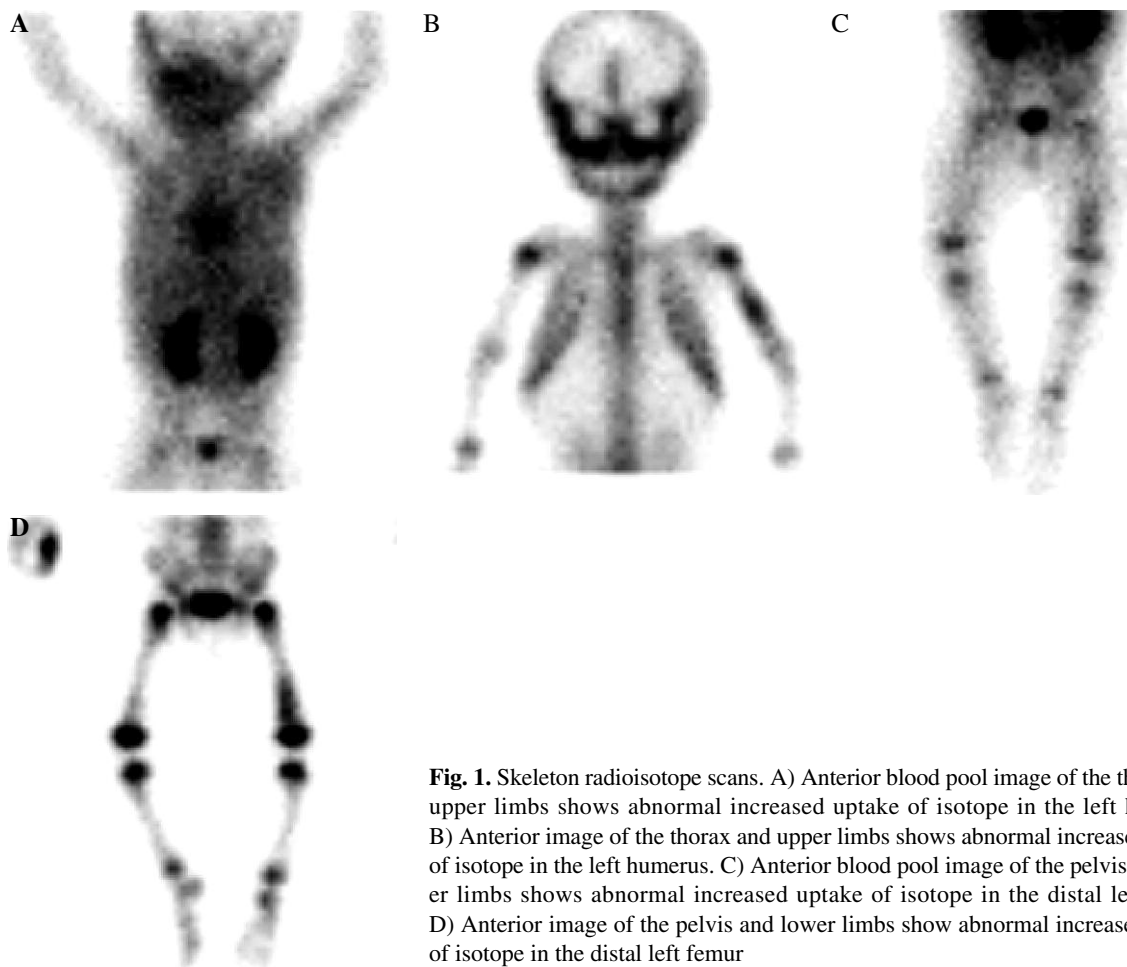 A
B
C
D
Fig. 1. Skeleton radioisotope scans. A) Anterior blood pool image of the
upper limbs shows abnormal increased uptake of isotope in the left
B) Anterior image of the thorax and upper limbs shows abnormal increase
of isotope in the left humerus. C) Anterior blood pool image of the pelvis
er limbs shows abnormal increased uptake of isotope in the distal
D) Anterior image of the pelvis and lower limbs show abnormal increase
of isotope in the distal left femur